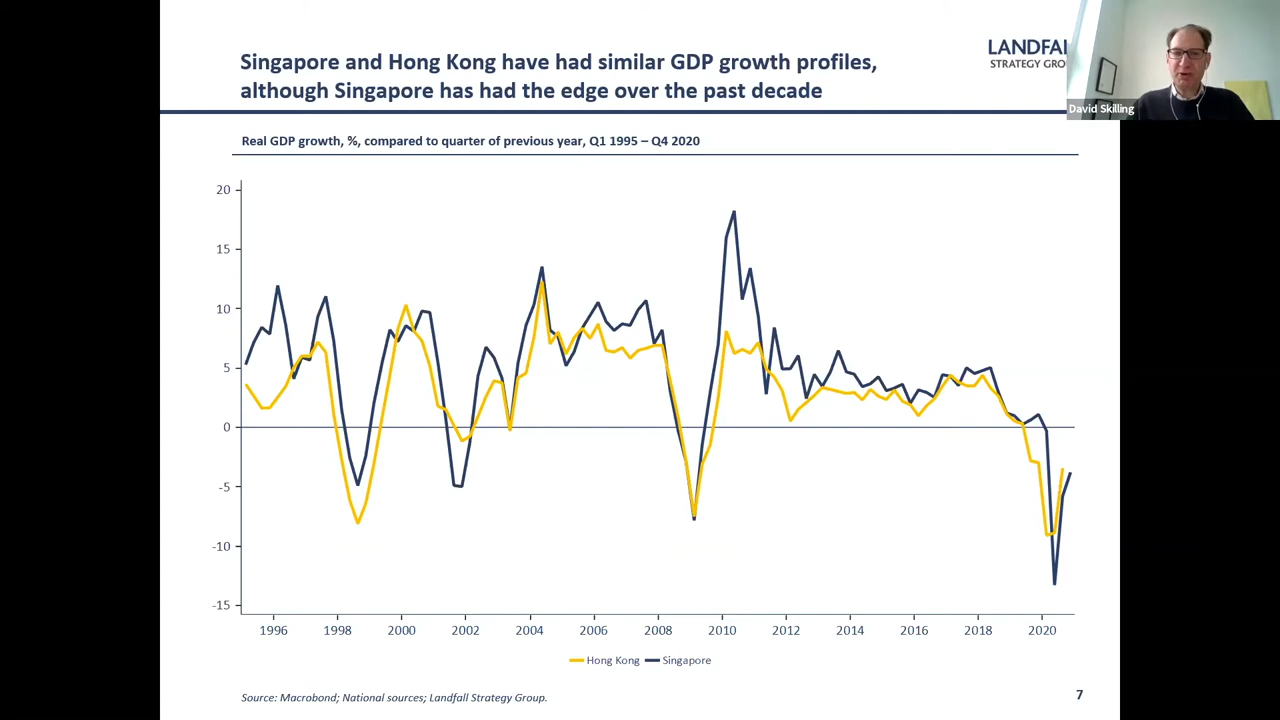 Singapore and Hong Kong have had similar GDP growth profiles,
although Singapore has had the edge over the past decade
LANDFAL
STRATEGY GRO
David Skilling
Real GDP growth, %, compared to quarter of previous year, Q1 1995 – Q4 2020
20
15
10
5
0
-5
-10
-15
1996 1998 2000 2002 2004 2006 2008 2010 2012 2014 2016 2018 2020
Hong Kong Singapore
Source: Macrobond; National sources; Landfall Strategy Group.
7